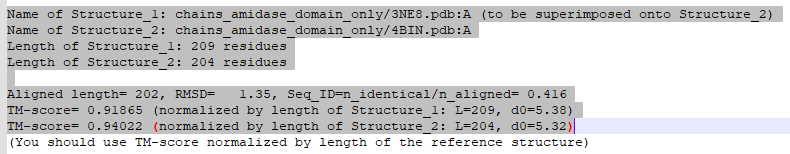 Name of Structure_1: chains_amidase_domain_only/3NE8.pdb:A (to be superimposed onto Structure_2)
Name of Structure_2: chains_amidase_domain_only/4BIN.pdb:A
Length of Structure_1: 209 residues
Length of Structure_2: 204 residues

Aligned length= 202, RMSD=   1.35, Seq_ID=n_identical/n_aligned= 0.416
TM-score= 0.91865 (normalized by length of Structure_1: L=209, d0=5.38)
TM-score= 0.94022 (normalized by length of Structure_2: L=204, d0=5.32)
(You should use TM-score normalized by length of the reference structure)